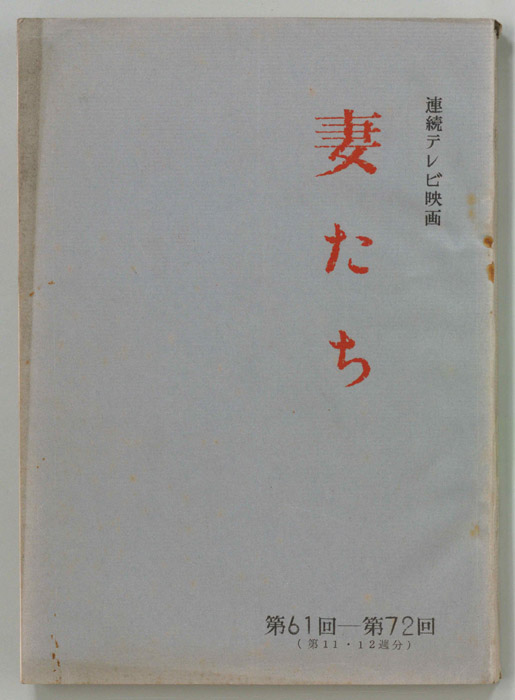 連続テレビ映画
妻たち
第61回―第72回
(第11・12週分)